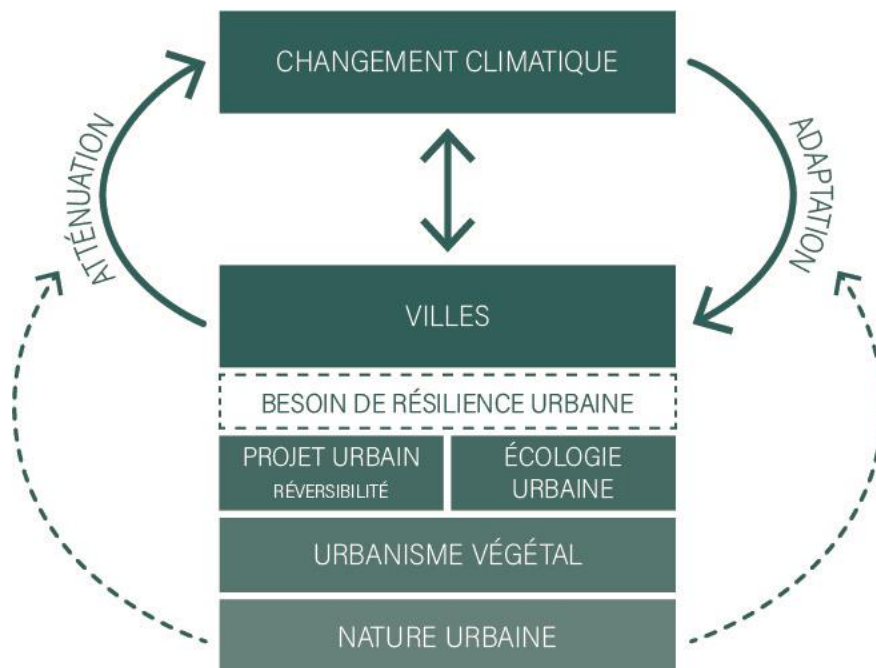 CHANGEMENT CLIMATIQUE
ATTÉNUATION
ADAPTATION
VILLES
BESOIN DE RÉSILIENCE URBAINE
PROJET URBAIN
RÉVERSIBILITÉ
ÉCOLOGIE
URBAINE
URBANISME VÉGÉTAL
NATURE URBAINE